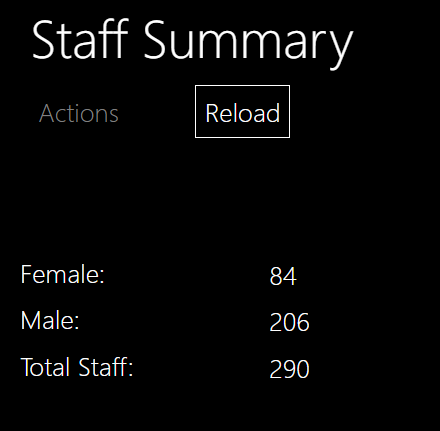 Staff Summary
Actions Reload
Female: 84
Male: 206
Total Staff: 290